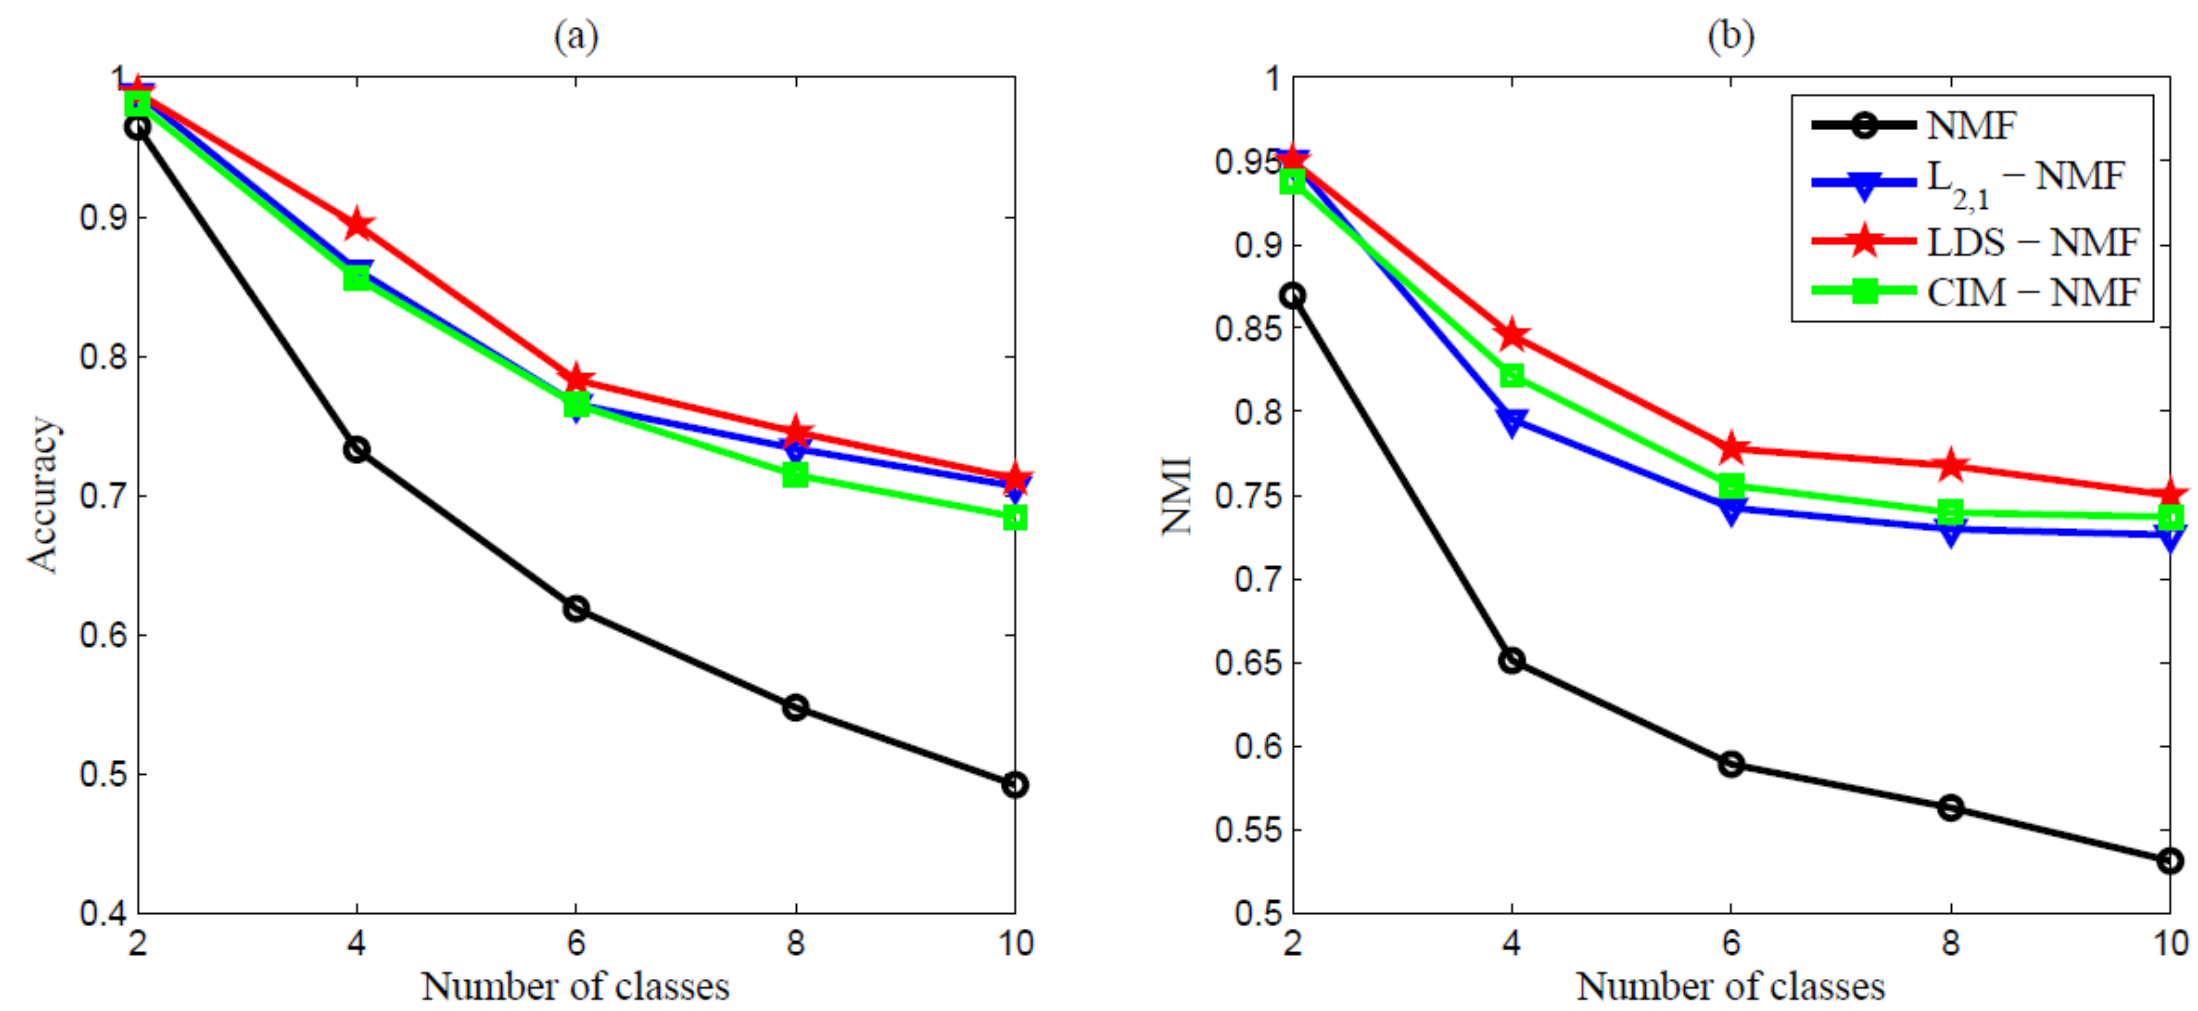 (a)
1
0.9
0.8
0.7
0.6
0.5
0.4
Accuracy
2 4 6 8 10
Number of classes
(b)
1
0.95
0.9
0.85
0.8
0.75
0.7
0.65
0.6
0.55
0.5
NMI
2 4 6 8 10
Number of classes
NMF
L2,1 − NMF
LDS − NMF
CIM − NMF